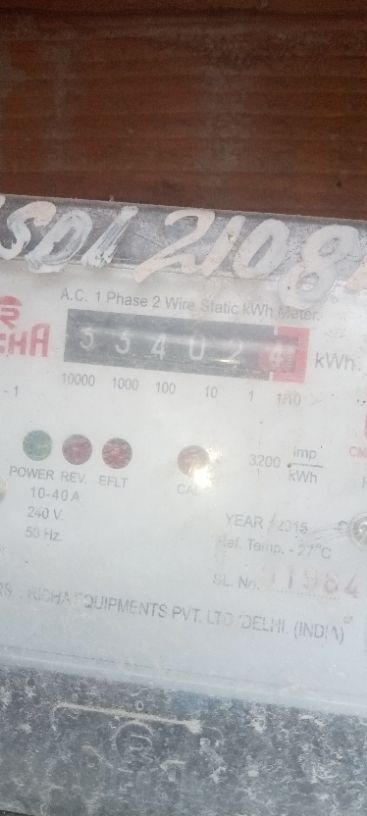 SDL 2108
A.C. 1 Phase 2 Wire Static kWh Meter.
53402
kWh.
10000 1000 100 10 1 1/10
3200 imp/kWh
POWER REV. EFLT
CAL
10-40 A
240 V.
50 Hz.
YEAR / 2015
Ref. Temp. - 27°C
SL. No. 11984
EQUIPMENTS PVT. LTD. DELHI. (INDIA)